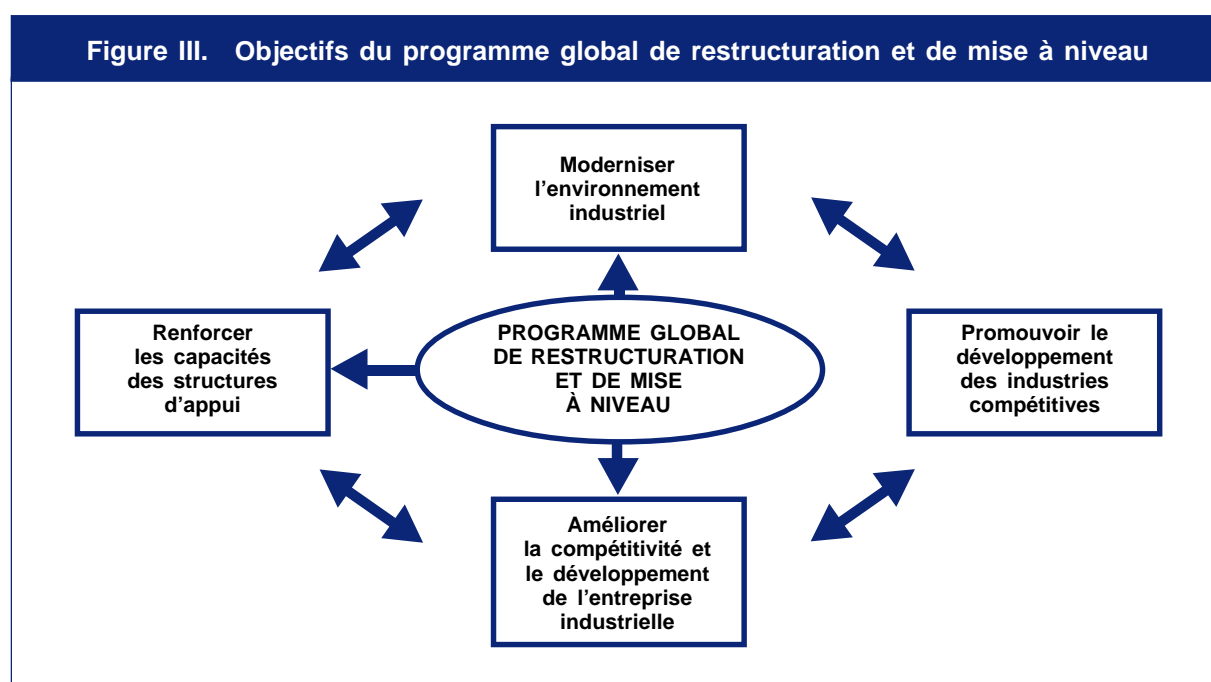 Figure III. Objectifs du programme global de restructuration et de mise à niveau
Moderniser
l’environnement
industriel
Renforcer
les capacités
des structures
d’appui
PROGRAMME GLOBAL
DE RESTRUCTURATION
ET DE MISE
À NIVEAU
Promouvoir le
développement
des industries
compétitives
Améliorer
la compétitivité et
le développement
de l’entreprise
industrielle